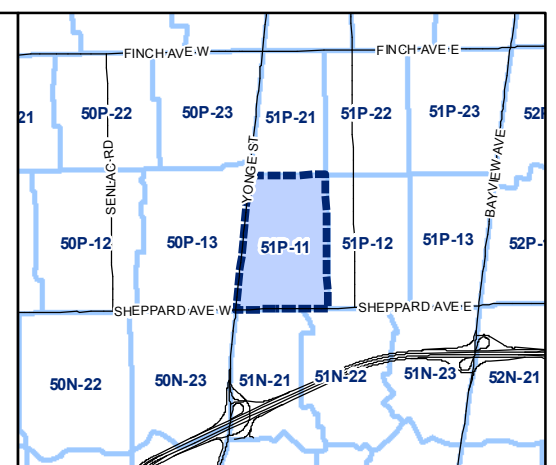 FINCH AVE W
FINCH AVE E
21
50P-22
50P-23
51P-21
51P-22
51P-23
SENLAC RD
YONGE ST
BAYVIEW AVE
50P-12
50P-13
51P-11
51P-12
51P-13
52P-
SHEPPARD AVE W
SHEPPARD AVE E
50N-22
50N-23
51N-21
51N-22
51N-23
52N-21